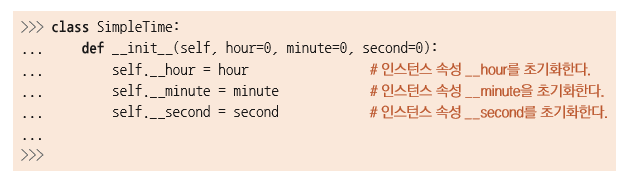 >>> class SimpleTime:
...     def __init__(self, hour=0, minute=0, second=0):
...         self.__hour = hour                # 인스턴스 속성 __hour를 초기화한다.
...         self.__minute = minute            # 인스턴스 속성 __minute을 초기화한다.
...         self.__second = second            # 인스턴스 속성 __second를 초기화한다.
...
>>>